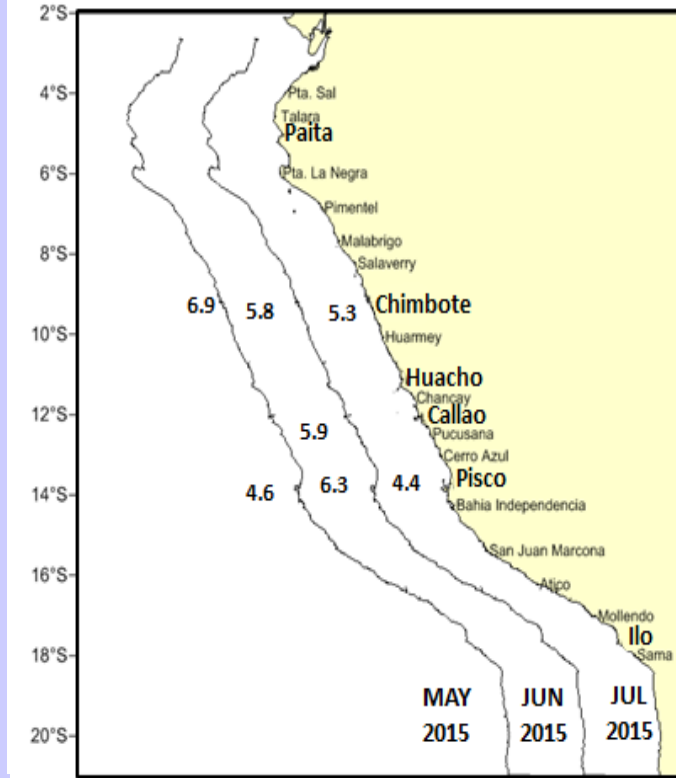 2°S
4°S
Pta. Sal
Talara
Paita
6°S
Pta. La Negra
Pimentel
Malabrigo
8°S
Salaverry
6.9
5.8
5.3
Chimbote
10°S
Huarmey
Huacho
Chancay
12°S
Callao
5.9
Pucusana
Cerro Azul
4.6
6.3
4.4
Pisco
14°S
Bahia Independencia
San Juan Marcona
16°S
Atico
Mollendo
Ilo
18°S
Sama
MAY
2015
JUN
2015
JUL
2015
20°S